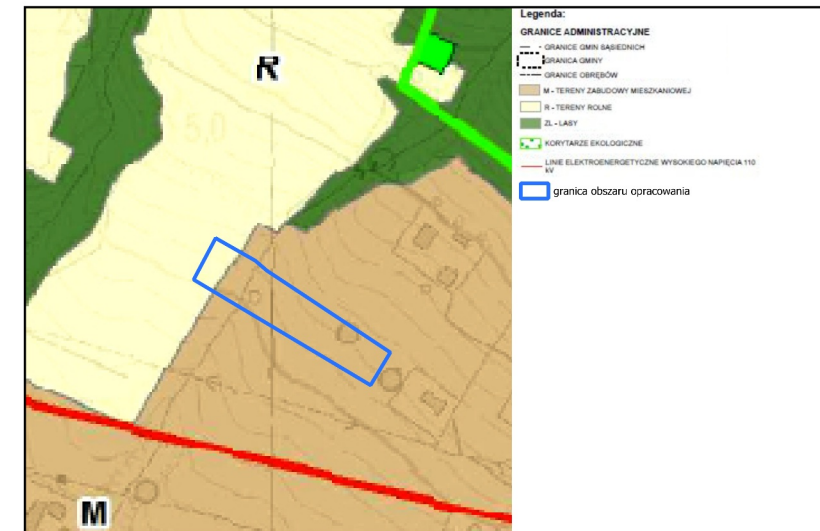 Legenda:
GRANICE ADMINISTRACYJNE
GRANICE GMIN SĄSIEDNICH
GRANICA GMINY
GRANICE OBRĘBÓW
M - TERENY ZABUDOWY MIESZKANIOWEJ
R - TERENY ROLNE
ZL - LASY
KORYTARZE EKOLOGICZNE
LINIE ELEKTROENERGETYCZNE WYSOKIEGO NAPIĘCIA 110
kV
granica obszaru opracowania
R
5,0
M